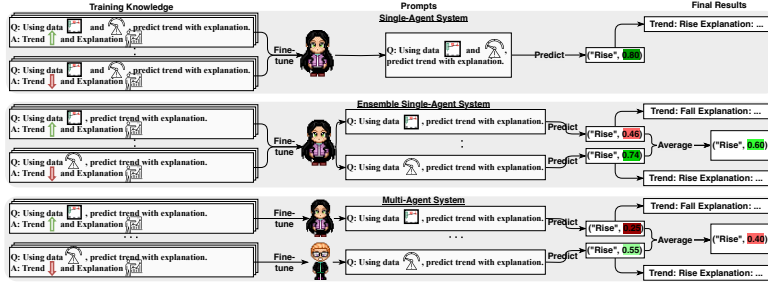 Training Knowledge
Prompts
Final Results
Single-Agent System
Q: Using data and , predict trend with explanation.
A: Trend and Explanation
Q: Using data and , predict trend with explanation.
A: Trend and Explanation
Fine-
tune
Q: Using data and ,
predict trend with explanation.
Predict
Trend: Rise Explanation: ...
("Rise", 0.80)
Ensemble Single-Agent System
Q: Using data , predict trend with explanation.
A: Trend and Explanation
Q: Using data , predict trend with explanation.
A: Trend and Explanation
Fine-
tune
Q: Using data , predict trend with explanation.
Q: Using data , predict trend with explanation.
Predict
Predict
Trend: Fall Explanation: ...
("Rise", 0.46)
("Rise", 0.74)
Trend: Rise Explanation: ...
Average
("Rise", 0.60)
Multi-Agent System
Q: Using data , predict trend with explanation.
A: Trend and Explanation
Q: Using data , predict trend with explanation.
A: Trend and Explanation
Fine-
tune
Fine-
tune
Q: Using data , predict trend with explanation.
Q: Using data , predict trend with explanation.
Predict
Predict
Trend: Fall Explanation: ...
("Rise",
("Rise", 0.55)
Trend: Rise Explanation: ...
Average
("Rise", 0.40)